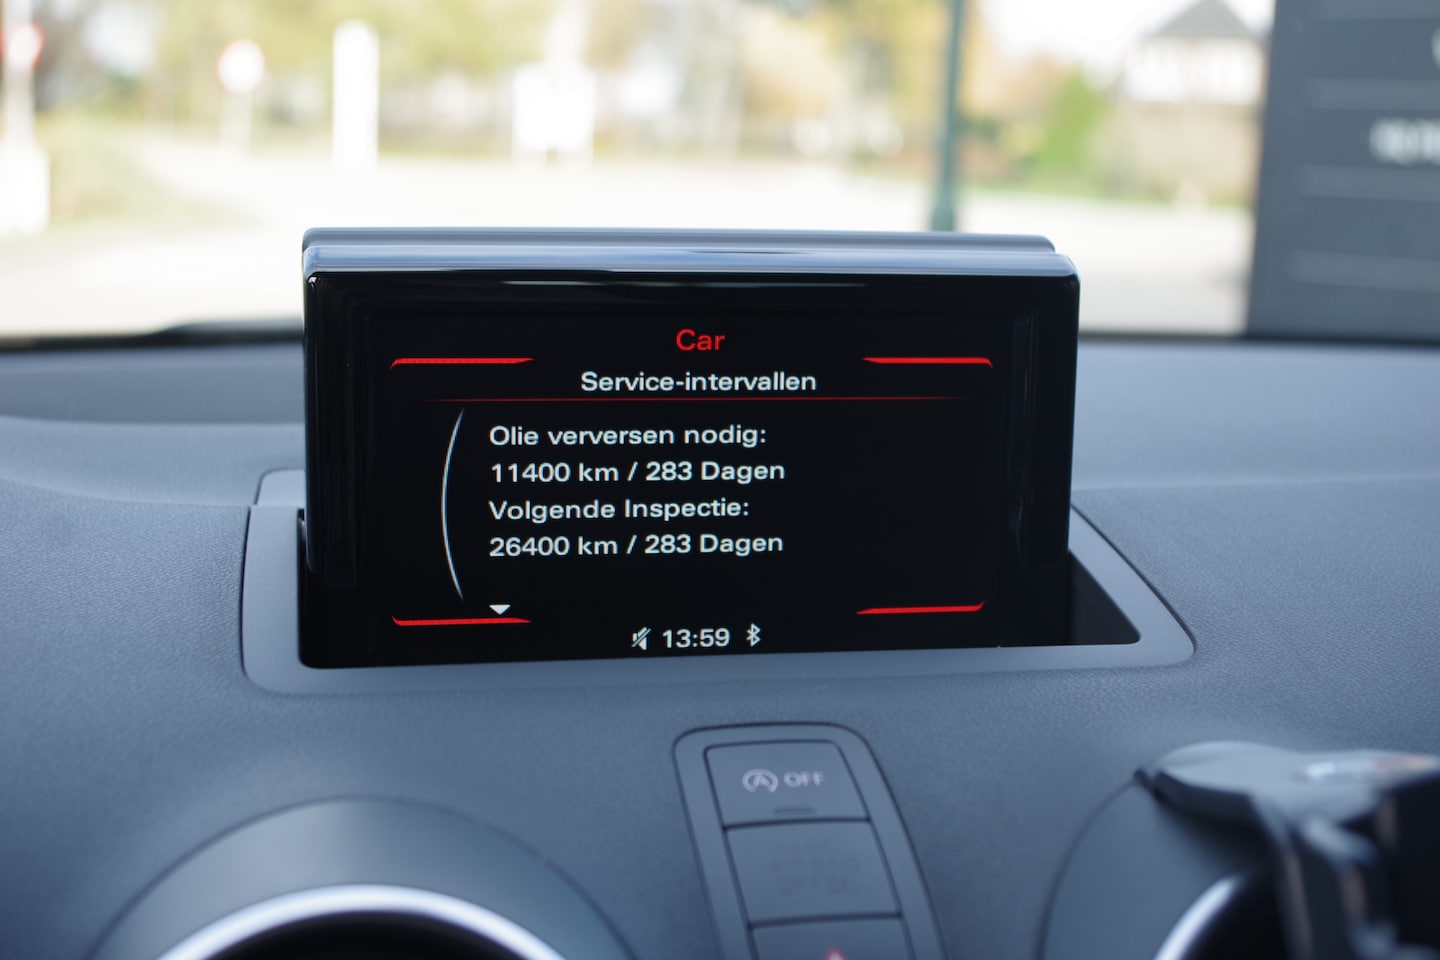 Car
Service-intervallen
Olie verversen nodig:
11400 km / 283 Dagen
Volgende Inspectie:
26400 km / 283 Dagen
13:59
A OFF